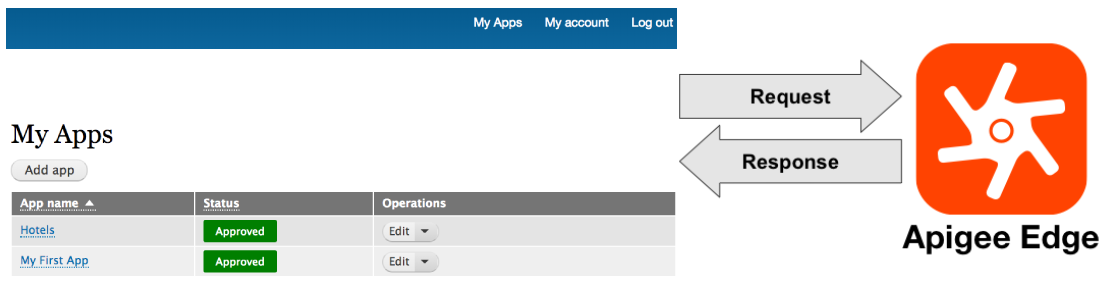 My Apps My account Log out
Request
My Apps
Response
Add app
App name Status Operations
Hotels Approved Edit
My First App Approved Edit
Apigee Edge